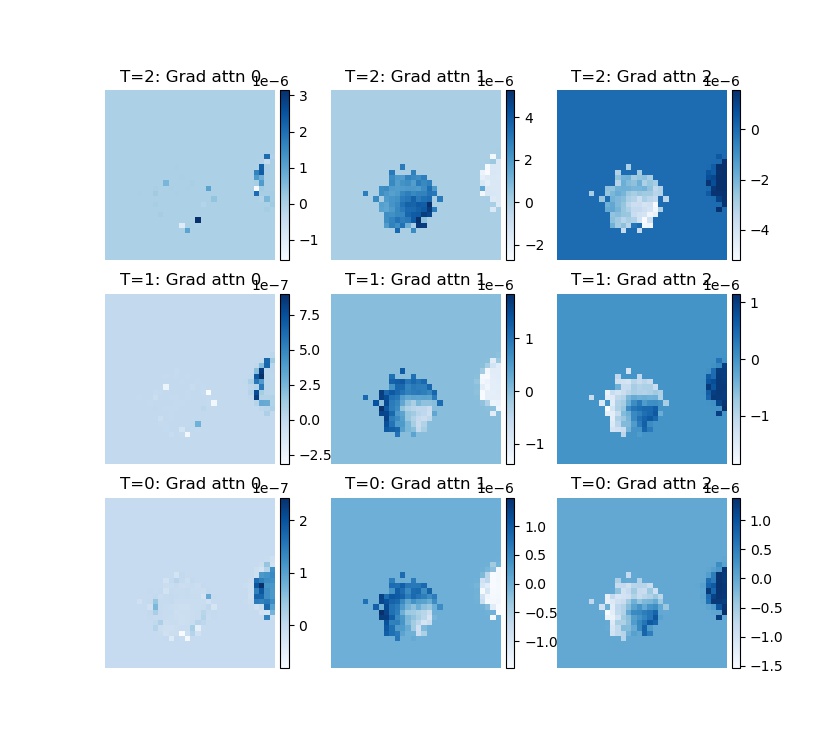 T=2: Grad attn 0
1e−6
T=2: Grad attn 1
1e−6
T=2: Grad attn 2
1e−6
3
2
1
0
−1
4
2
0
−2
0
−2
−4
T=1: Grad attn 0
1e−7
T=1: Grad attn 1
1e−6
T=1: Grad attn 2
1e−6
7.5
5.0
2.5
0.0
−2.5
1
0
−1
1
0
−1
T=0: Grad attn 0
1e−7
T=0: Grad attn 1
1e−6
T=0: Grad attn 2
1e−6
2
1
0
1.0
0.5
0.0
−0.5
−1.0
1.0
0.5
0.0
−0.5
−1.0
−1.5